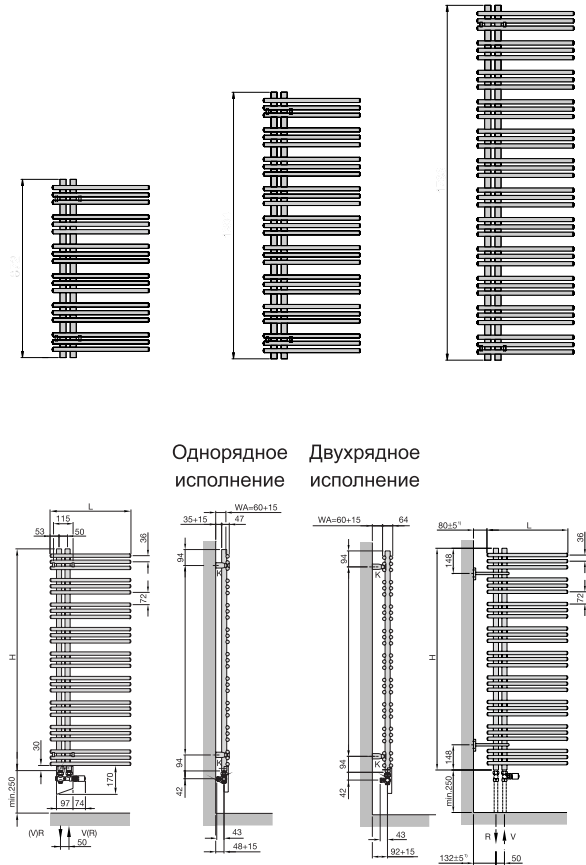 Однорядное
исполнение
Двухрядное
исполнение
L
115
53
50
36
72
H
30
min.250
170
97
74
(V)R
V(R)
50
WA=60+15
35+15
47
94
K
94
K
42
43
48+15
WA=60+15
64
94
K
94
K
42
43
92+15
80±5¹⁾
L
36
148
72
H
148
min.250
R
V
132±5¹⁾
50